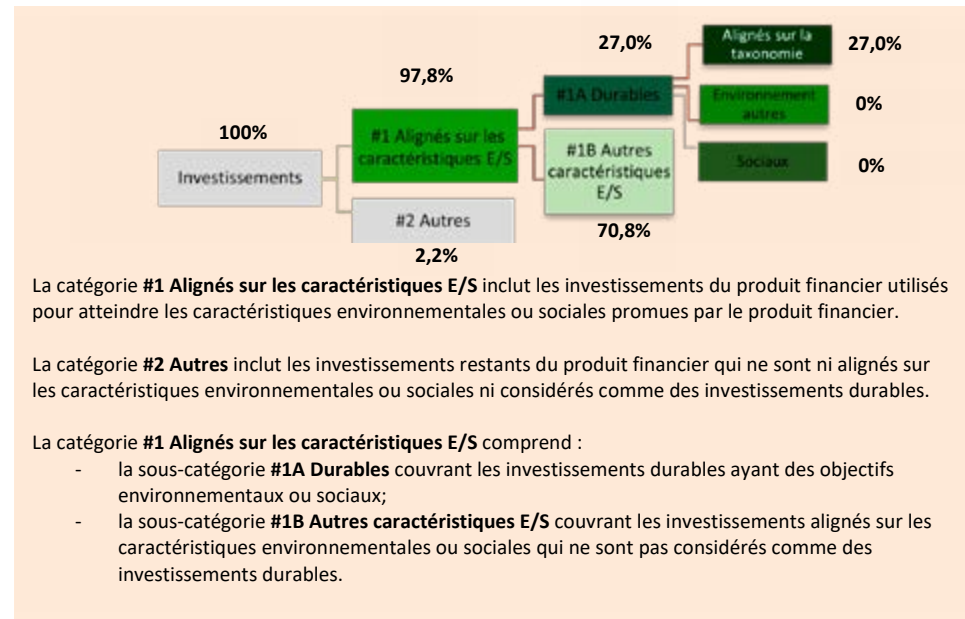 27,0%
Alignés sur la
taxonomie
27,0%
97,8%
#1A Durables
Environnement
autres
0%
100%
#1 Alignés sur les
caractéristiques E/S
#1B Autres
caractéristiques
E/S
Sociaux
0%
Investissements
#2 Autres
70,8%
2,2%
La catégorie #1 Alignés sur les caractéristiques E/S inclut les investissements du produit financier utilisés
pour atteindre les caractéristiques environnementales ou sociales promues par le produit financier.
La catégorie #2 Autres inclut les investissements restants du produit financier qui ne sont ni alignés sur
les caractéristiques environnementales ou sociales ni considérés comme des investissements durables.
La catégorie #1 Alignés sur les caractéristiques E/S comprend :
- la sous-catégorie #1A Durables couvrant les investissements durables ayant des objectifs
environnementaux ou sociaux;
- la sous-catégorie #1B Autres caractéristiques E/S couvrant les investissements alignés sur les
caractéristiques environnementales ou sociales qui ne sont pas considérés comme des
investissements durables.